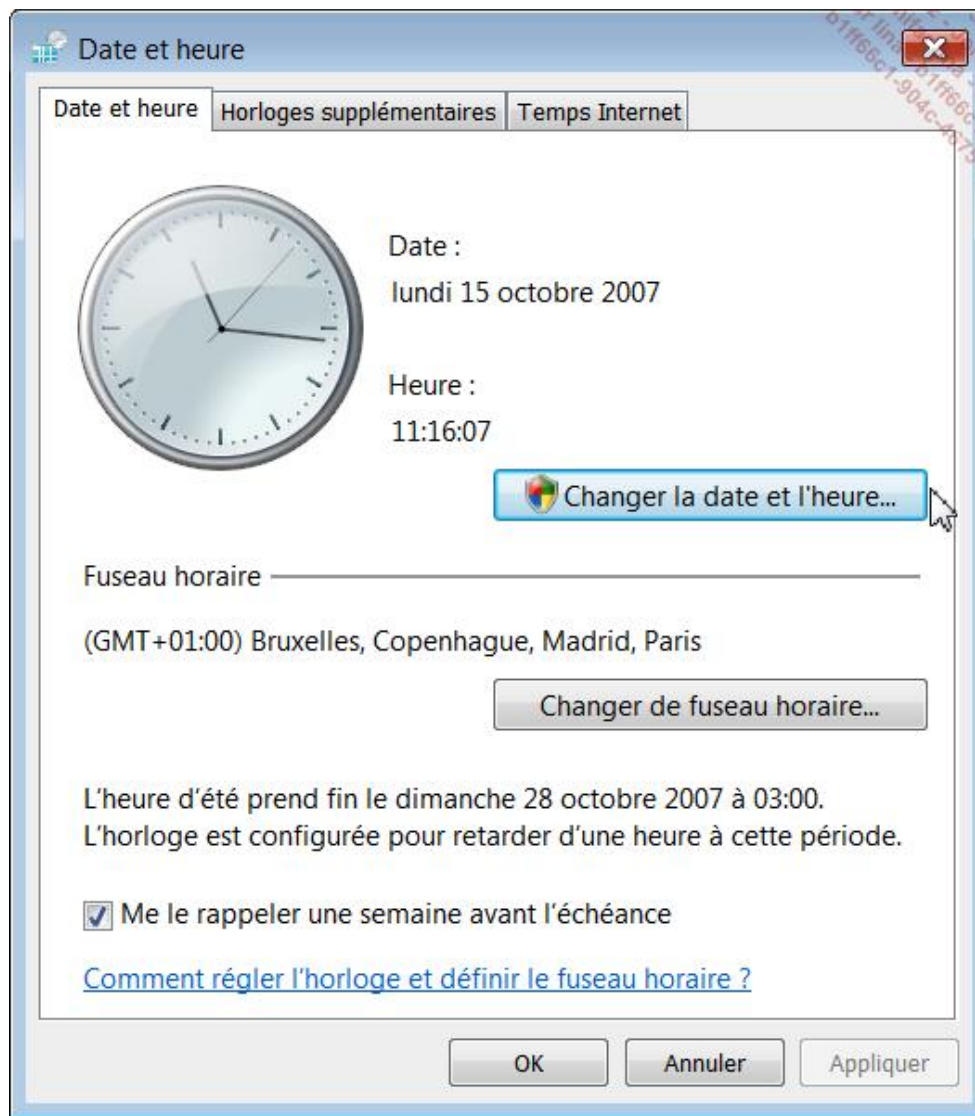 Date et heure
Date et heure
Horloges supplémentaires
Temps Internet
Date :
lundi 15 octobre 2007
Heure :
11:16:07
Changer la date et l'heure...
Fuseau horaire
(GMT+01:00) Bruxelles, Copenhague, Madrid, Paris
Changer de fuseau horaire...
L'heure d'été prend fin le dimanche 28 octobre 2007 à 03:00.
L'horloge est configurée pour retarder d'une heure à cette période.
Me le rappeler une semaine avant l'échéance
Comment régler l'horloge et définir le fuseau horaire ?
OK
Annuler
Appliquer